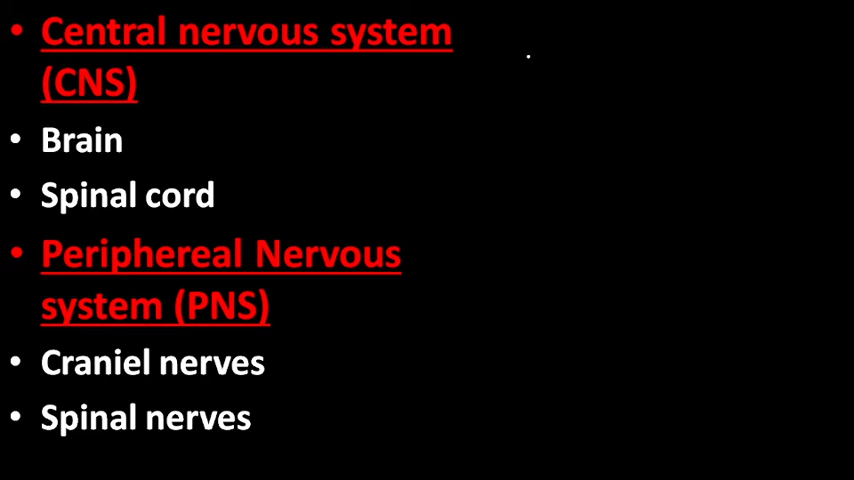 • Central nervous system
(CNS)
• Brain
• Spinal cord
• Periphereal Nervous
system (PNS)
• Craniel nerves
• Spinal nerves